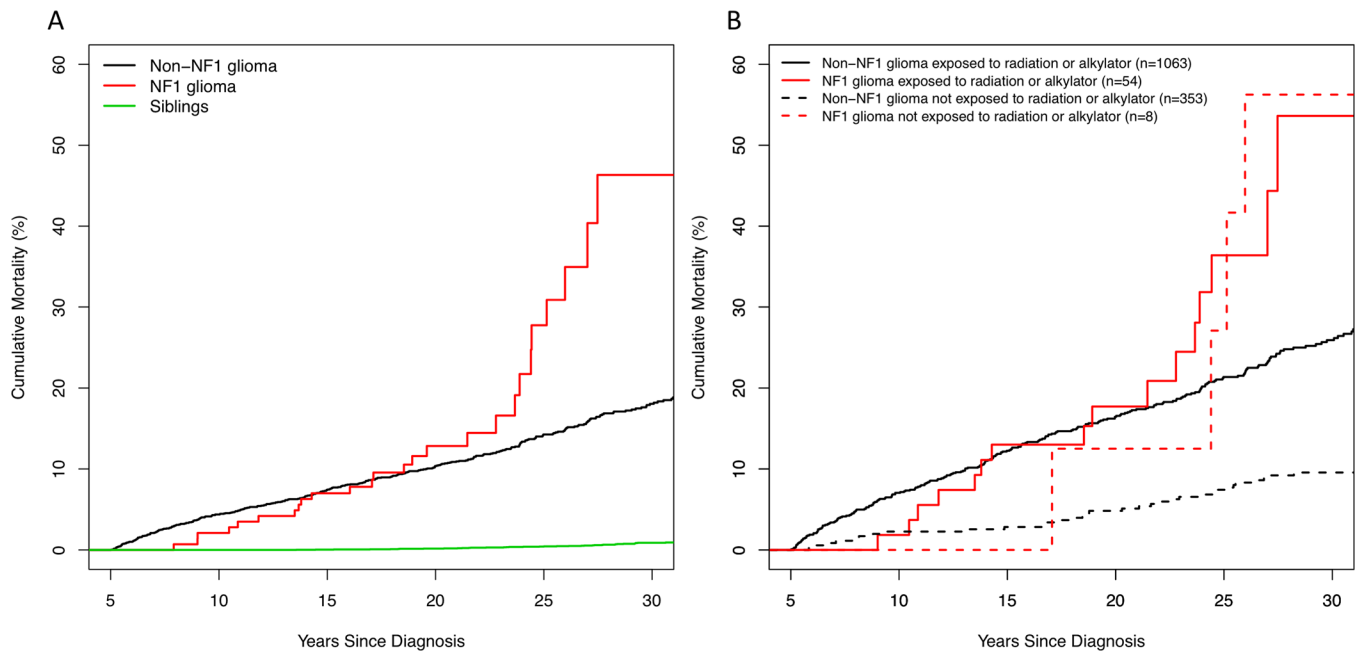 A
Non−NF1 glioma
NF1 glioma
Siblings
Cumulative Mortality (%)
60
50
40
30
20
10
0
5 10 15 20 25 30
Years Since Diagnosis
B
Non−NF1 glioma exposed to radiation or alkylator (n=1063)
NF1 glioma exposed to radiation or alkylator (n=54)
Non−NF1 glioma not exposed to radiation or alkylator (n=353)
NF1 glioma not exposed to radiation or alkylator (n=8)
Cumulative Mortality (%)
60
50
40
30
20
10
0
5 10 15 20 25 30
Years Since Diagnosis